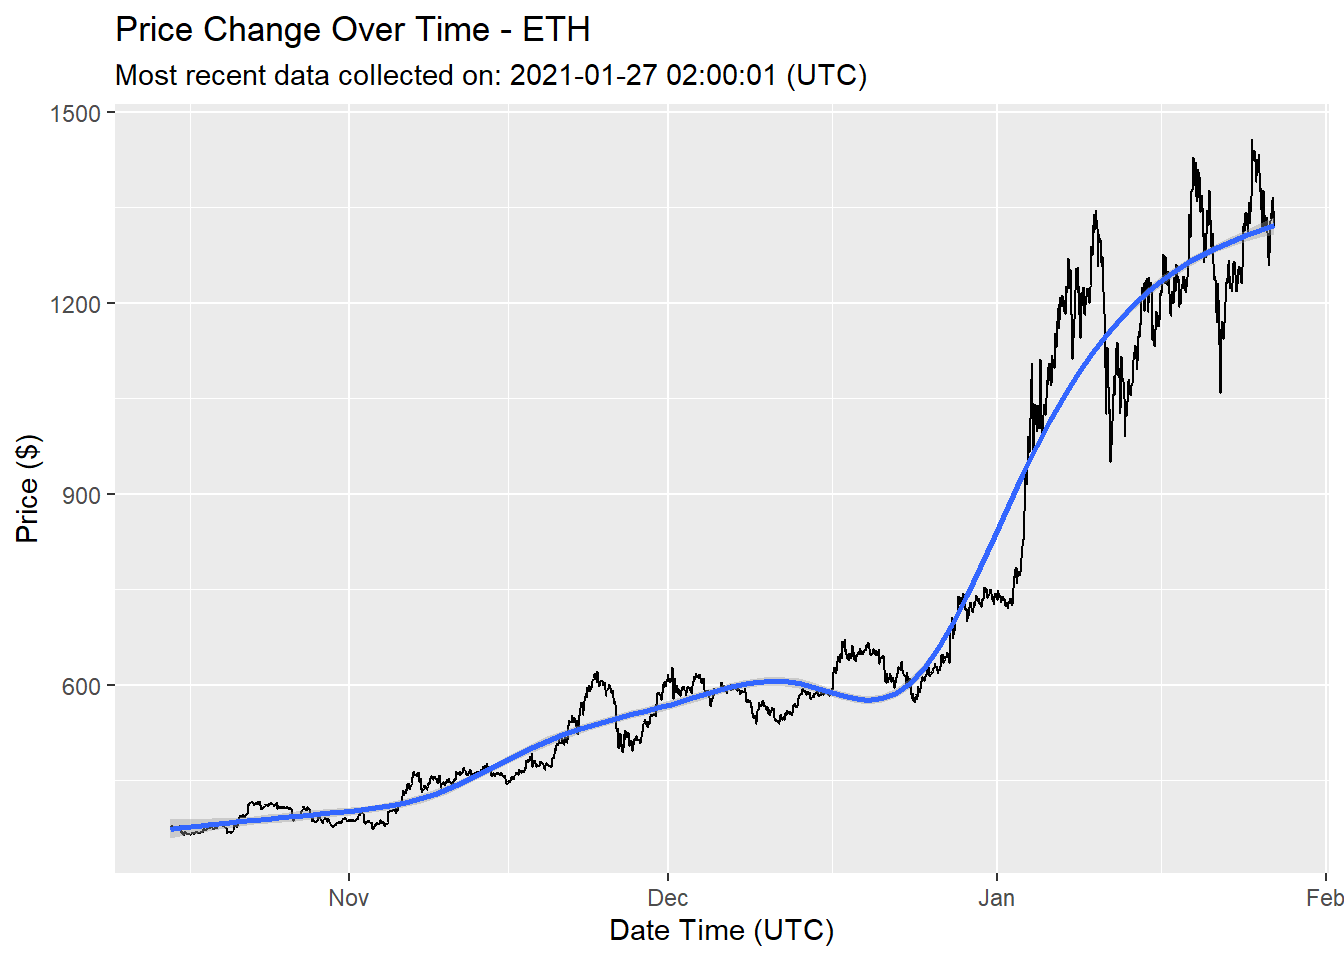 Price Change Over Time - ETH
Most recent data collected on: 2021-01-27 02:00:01 (UTC)
1500
1200
900
600
Price ($)
Nov Dec Jan Feb
Date Time (UTC)